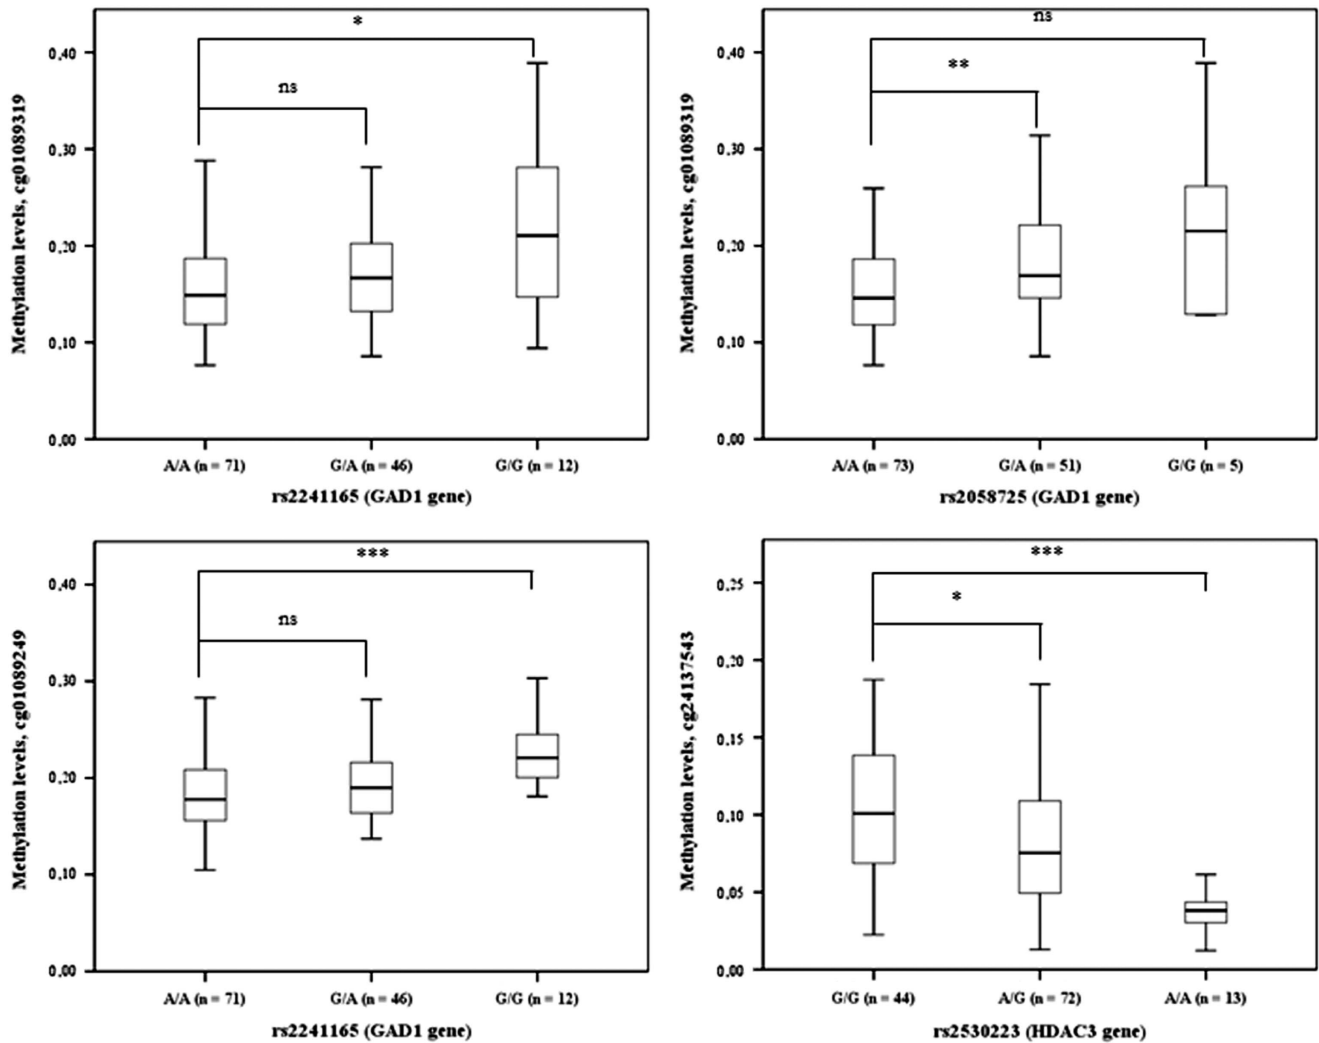 *
ns
0,40
0,30
0,20
0,10
0,00
Methylation levels, cg01089319
A/A (n = 71)
G/A (n = 46)
G/G (n = 12)
rs2241165 (GAD1 gene)
ns
**
0,40
0,30
0,20
0,10
0,00
Methylation levels, cg01089319
A/A (n = 73)
G/A (n = 51)
G/G (n = 5)
rs2058725 (GAD1 gene)
***
ns
0,40
0,30
0,20
0,10
0,00
Methylation levels, cg01089249
A/A (n = 71)
G/A (n = 46)
G/G (n = 12)
rs2241165 (GAD1 gene)
***
*
0,25
0,20
0,15
0,10
0,05
0,00
Methylation levels, cg24137543
G/G (n = 44)
A/G (n = 72)
A/A (n = 13)
rs2530223 (HDAC3 gene)